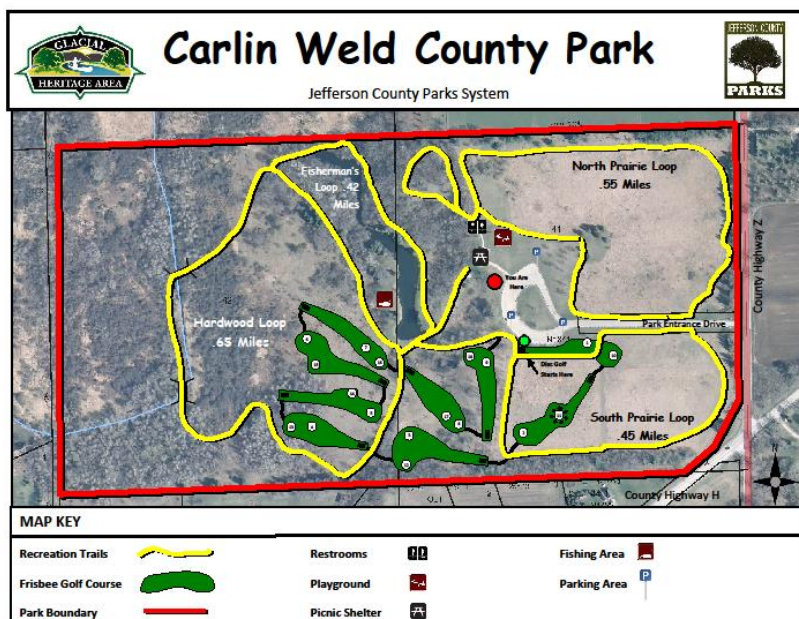 GLACIAL
HERITAGE AREA
Carlin Weld County Park
Jefferson County Parks System
JEFFERSON COUNTY
PARKS
Fisherman's
Loop .42
Miles
North Prairie Loop
.55 Miles
41
42
You Are
Here
P
P
P
County Highway Z
Hardwood Loop
.65 Miles
Park Entrance Drive
Disc Golf
Starts Here
South Prairie Loop
.45 Miles
N
County Highway H
MAP KEY
Recreation Trails
Restrooms
Fishing Area
Frisbee Golf Course
Playground
Parking Area
P
Park Boundary
Picnic Shelter